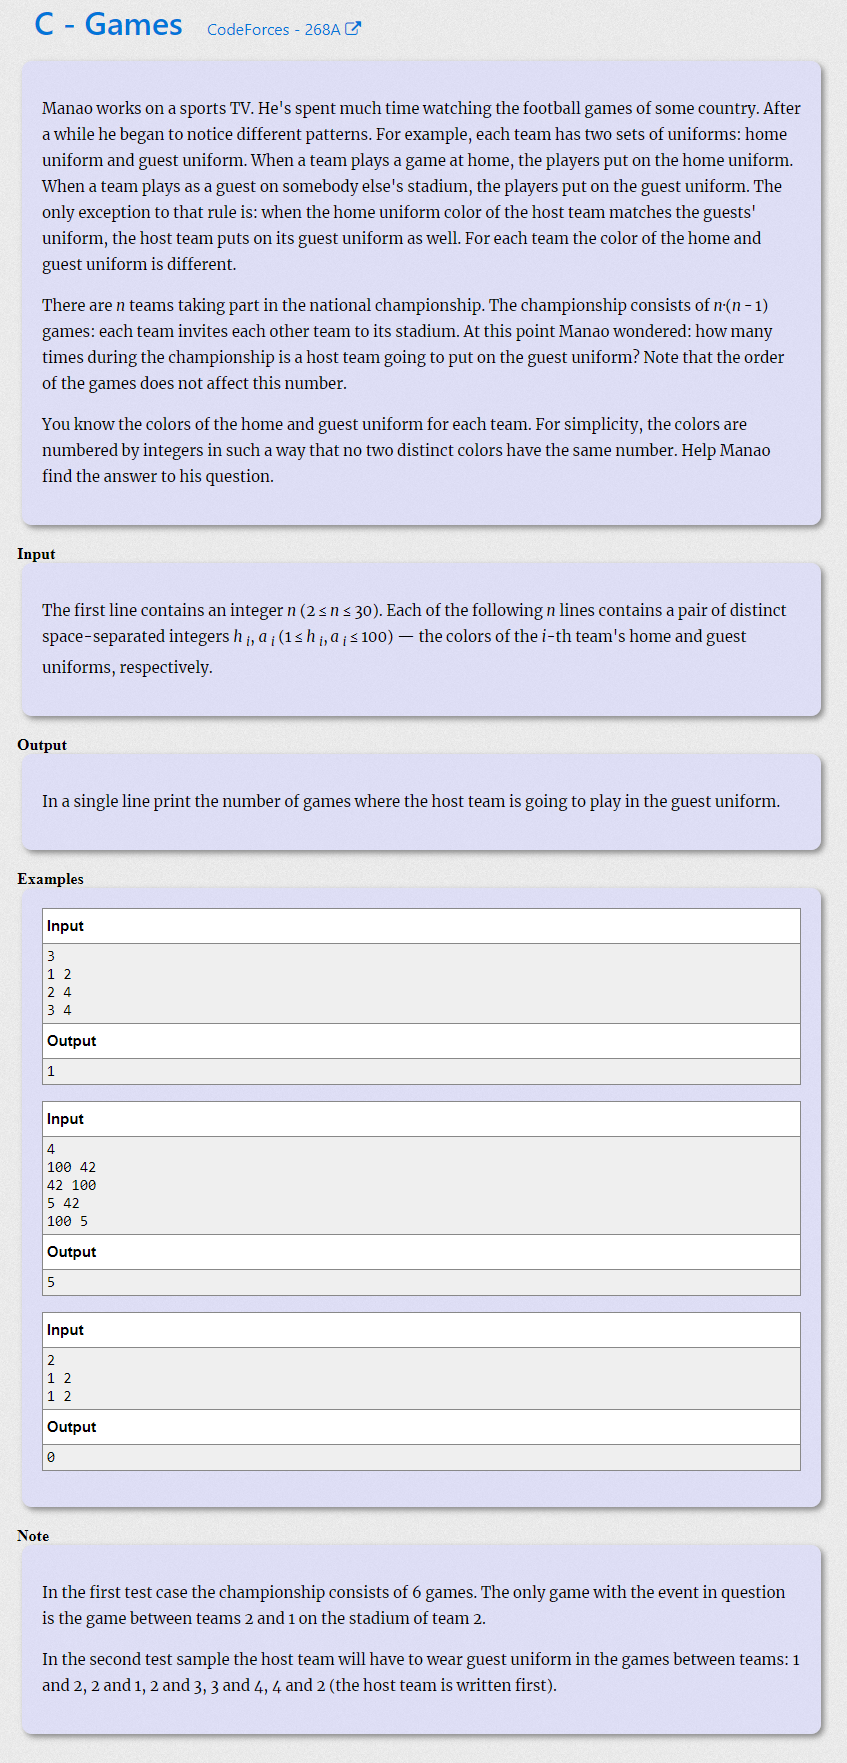 C - Games CodeForces - 268A
Manao works on a sports TV. He's spent much time watching the football games of some country. After
a while he began to notice different patterns. For example, each team has two sets of uniforms: home
uniform and guest uniform. When a team plays a game at home, the players put on the home uniform.
When a team plays as a guest on somebody else's stadium, the players put on the guest uniform. The
only exception to that rule is: when the home uniform color of the host team matches the guests'
uniform, the host team puts on its guest uniform as well. For each team the color of the home and
guest uniform is different.
There are n teams taking part in the national championship. The championship consists of n·(n - 1)
games: each team invites each other team to its stadium. At this point Manao wondered: how many
times during the championship is a host team going to put on the guest uniform? Note that the order
of the games does not affect this number.
You know the colors of the home and guest uniform for each team. For simplicity, the colors are
numbered by integers in such a way that no two distinct colors have the same number. Help Manao
find the answer to his question.
Input
The first line contains an integer n (2 ≤ n ≤ 30). Each of the following n lines contains a pair of distinct
space-separated integers h i, a i (1 ≤ h i, a i ≤ 100) — the colors of the i-th team's home and guest
uniforms, respectively.
Output
In a single line print the number of games where the host team is going to play in the guest uniform.
Examples
Input
3
1 2
2 4
3 4
Output
1
Input
4
100 42
42 100
5 42
100 5
Output
5
Input
2
1 2
1 2
Output
0
Note
In the first test case the championship consists of 6 games. The only game with the event in question
is the game between teams 2 and 1 on the stadium of team 2.
In the second test sample the host team will have to wear guest uniform in the games between teams: 1
and 2, 2 and 1, 2 and 3, 3 and 4, 4 and 2 (the host team is written first).